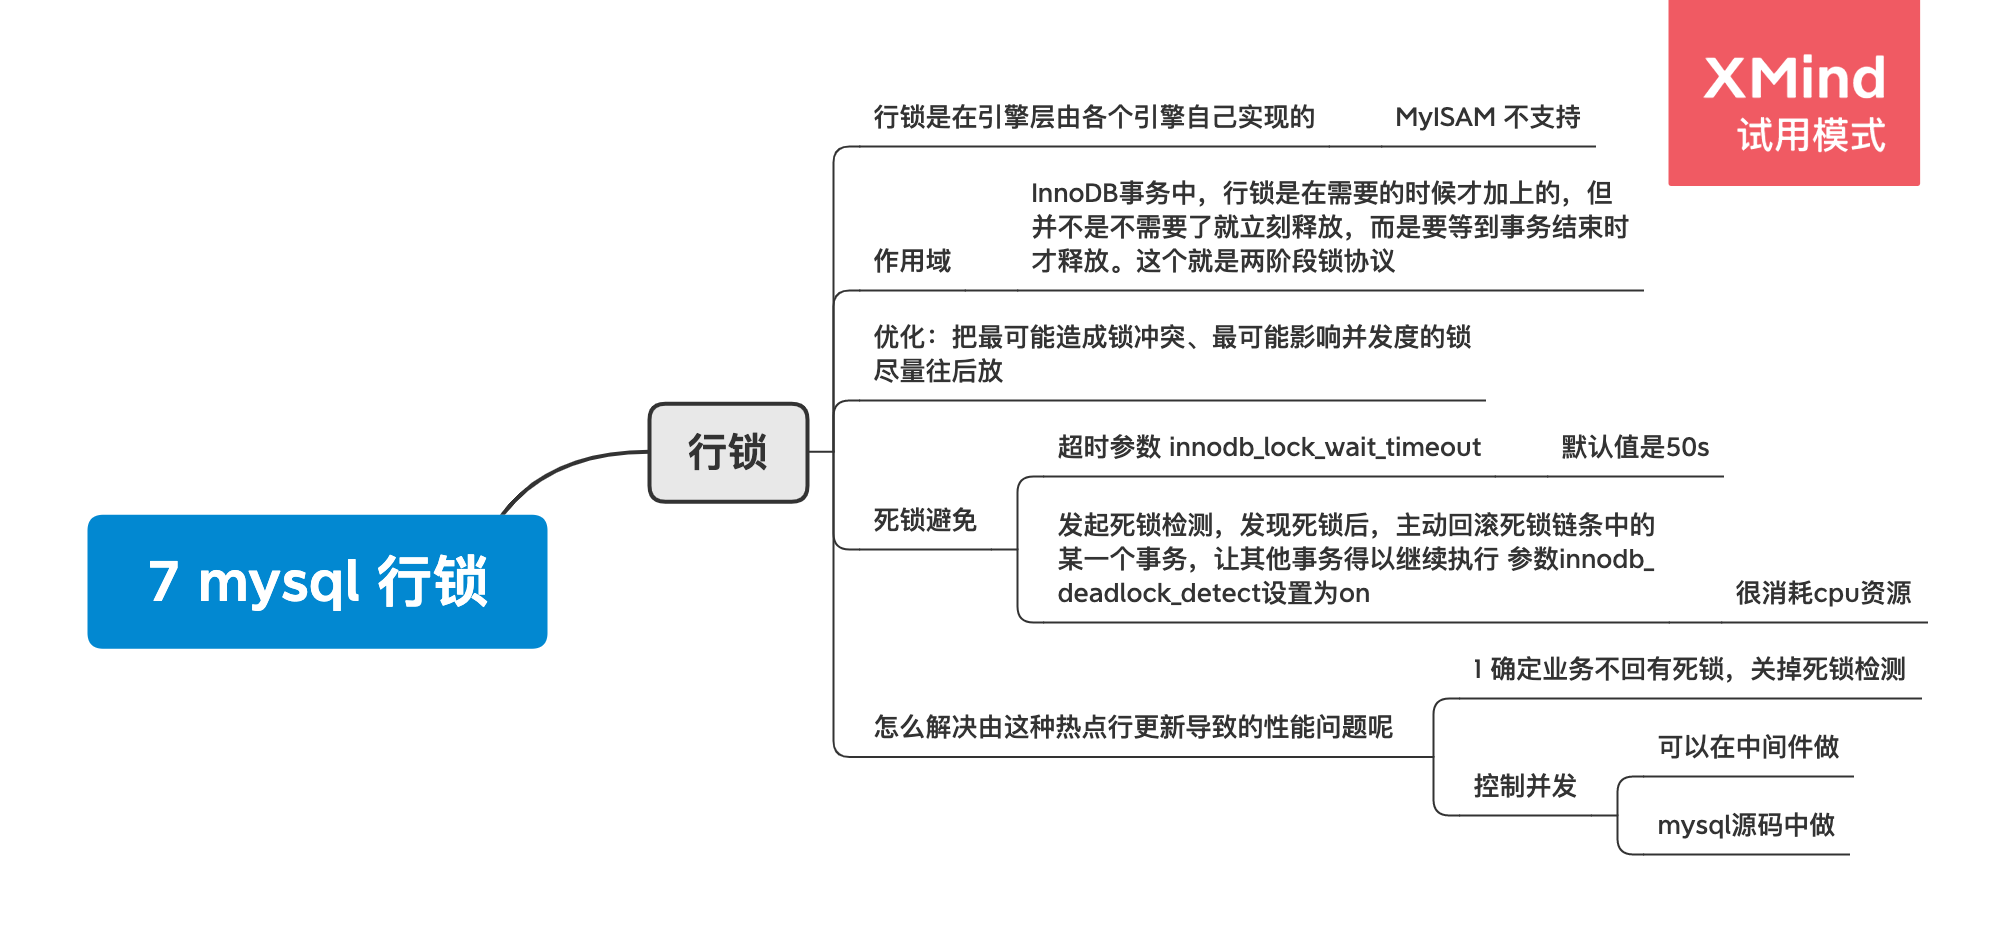 XMind
试用模式
行锁是在引擎层由各个引擎自己实现的
MyISAM 不支持
InnoDB事务中，行锁是在需要的时候才加上的，但
并不是不需要了就立刻释放，而是要等到事务结束时
才释放。这个就是两阶段锁协议
作用域
优化：把最可能造成锁冲突、最可能影响并发度的锁
尽量往后放
行锁
超时参数 innodb_lock_wait_timeout
默认值是50s
死锁避免
发起死锁检测，发现死锁后，主动回滚死锁链条中的
某一个事务，让其他事务得以继续执行 参数innodb_
deadlock_detect设置为on
很消耗cpu资源
7 mysql 行锁
1 确定业务不回有死锁，关掉死锁检测
怎么解决由这种热点行更新导致的性能问题呢
可以在中间件做
控制并发
mysql源码中做